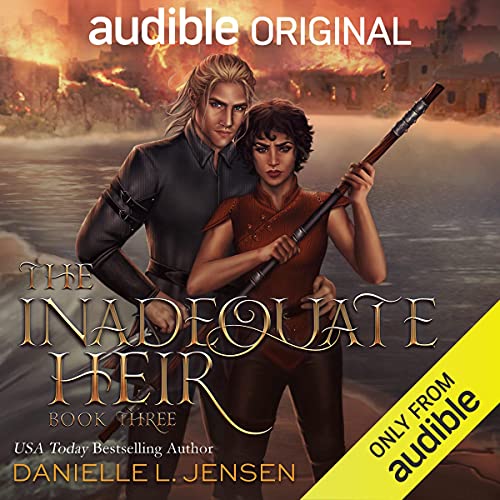 audible ORIGINAL
THE
INADEQUATE
HEIR
BOOK THREE
USA Today Bestselling Author
DANIELLE L. JENSEN
ONLY FROM
audible